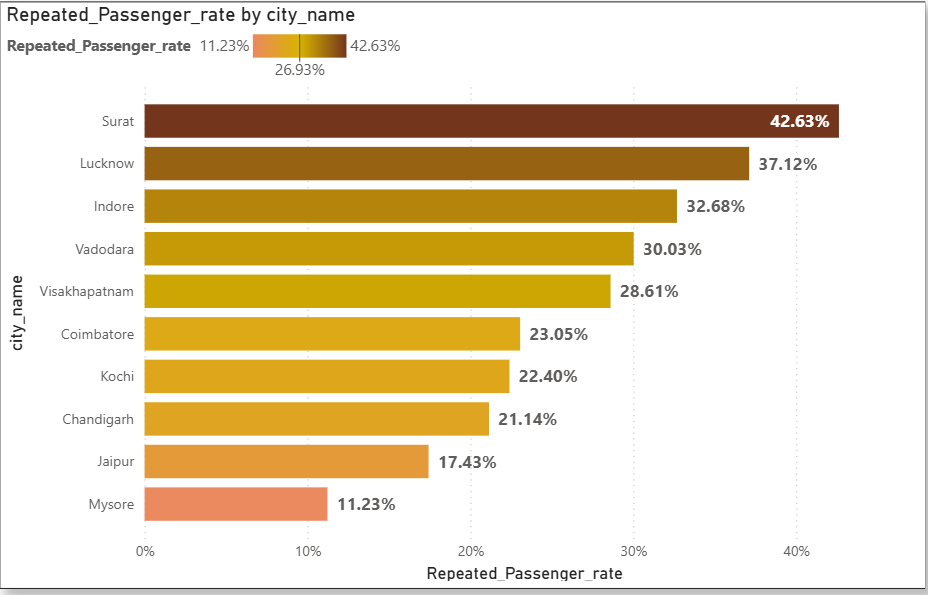 Repeated_Passenger_rate by city_name
Repeated_Passenger_rate 11.23% 42.63%
26.93%
Surat 42.63%
Lucknow 37.12%
Indore 32.68%
Vadodara 30.03%
Visakhapatnam 28.61%
Coimbatore 23.05%
Kochi 22.40%
Chandigarh 21.14%
Jaipur 17.43%
Mysore 11.23%
city_name
0% 10% 20% 30% 40%
Repeated_Passenger_rate